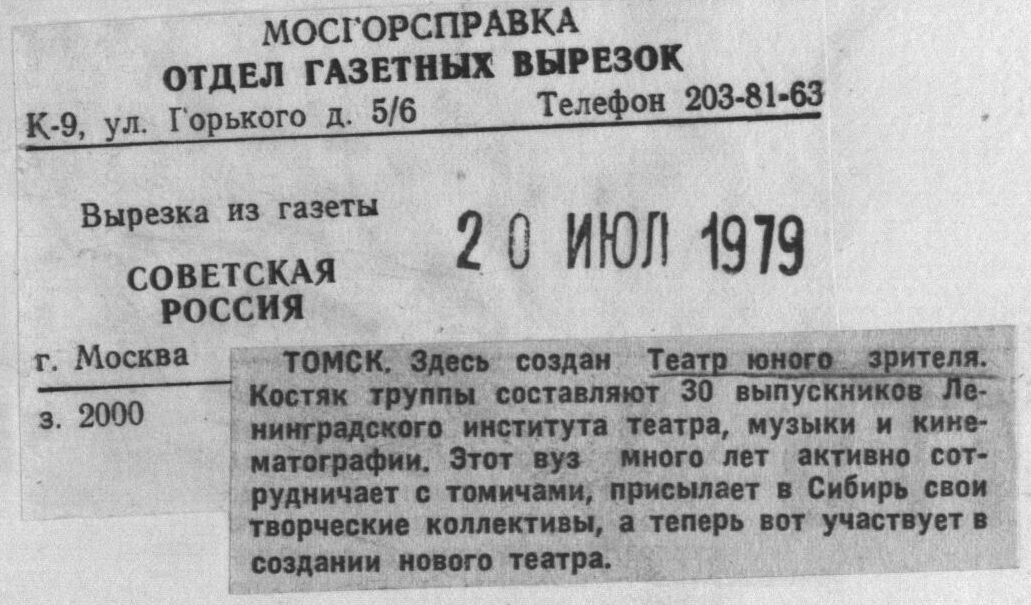 МОСГОРСПРАВКА
ОТДЕЛ ГАЗЕТНЫХ ВЫРЕЗОК
К-9, ул. Горького д. 5/6 Телефон 203-81-63
Вырезка из газеты
20 ИЮЛ 1979
СОВЕТСКАЯ
РОССИЯ
г. Москва
з. 2000
ТОМСК. Здесь создан Театр юного зрителя.
Костяк труппы составляют 30 выпускников Ле-
нинградского института театра, музыки и кине-
матографии. Этот вуз много лет активно сот-
рудничает с томичами, присылает в Сибирь свои
творческие коллективы, а теперь вот участвует в
создании нового театра.